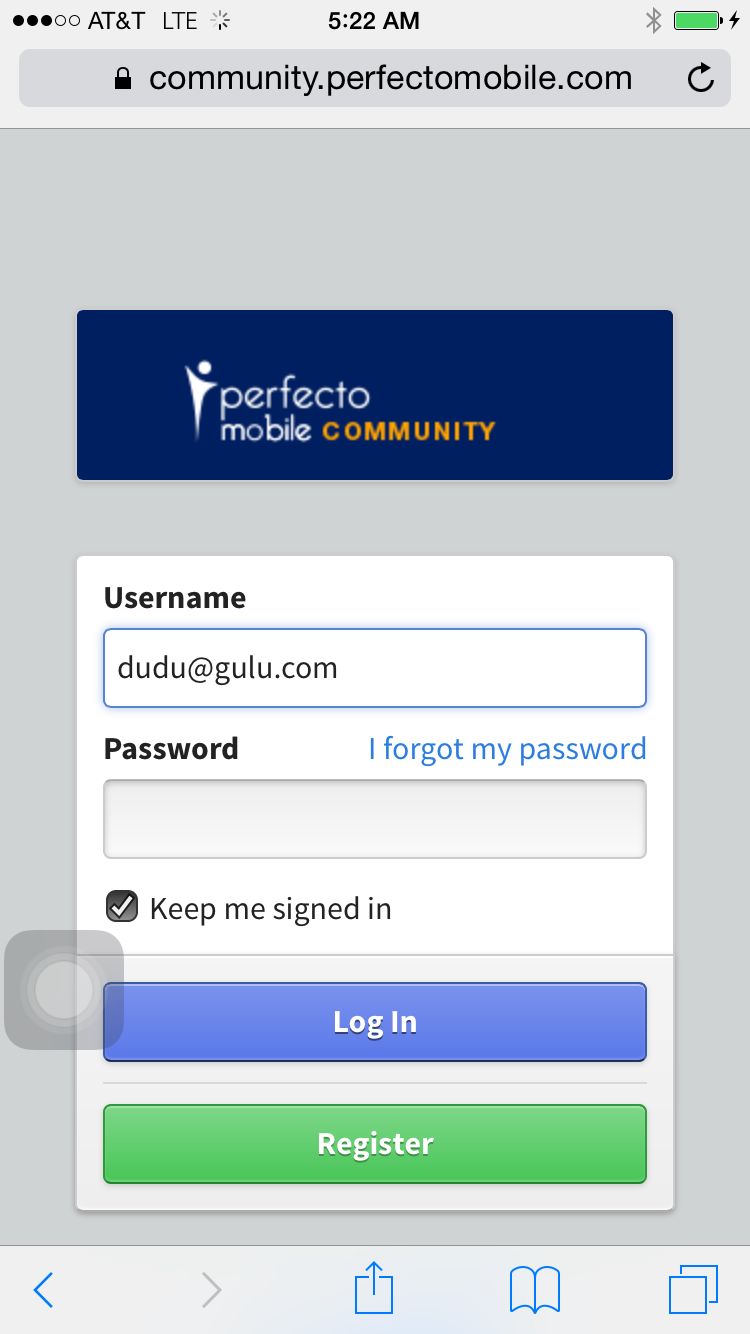 AT&T LTE 5:22 AM
community.perfectomobile.com
perfecto
mobile COMMUNITY
Username
dudu@gulu.com
Password I forgot my password
Keep me signed in
Log In
Register